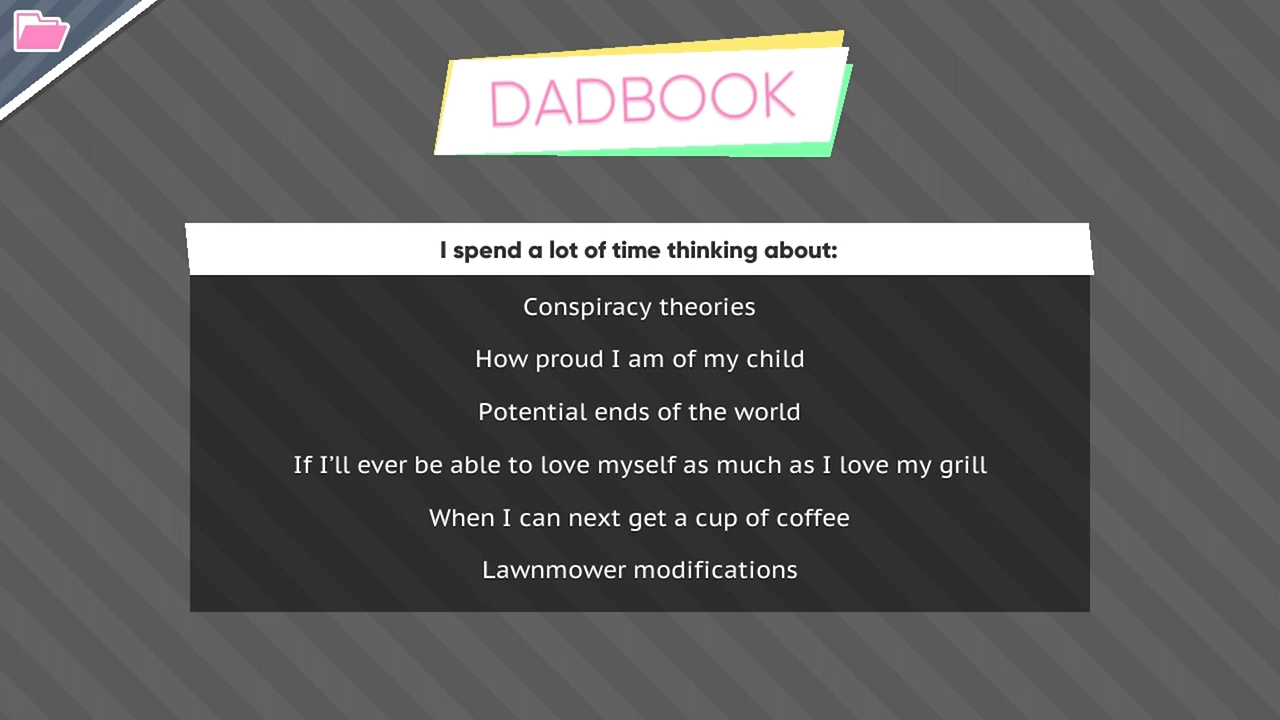 DADBOOK
I spend a lot of time thinking about:
Conspiracy theories
How proud I am of my child
Potential ends of the world
If I’ll ever be able to love myself as much as I love my grill
When I can next get a cup of coffee
Lawnmower modifications